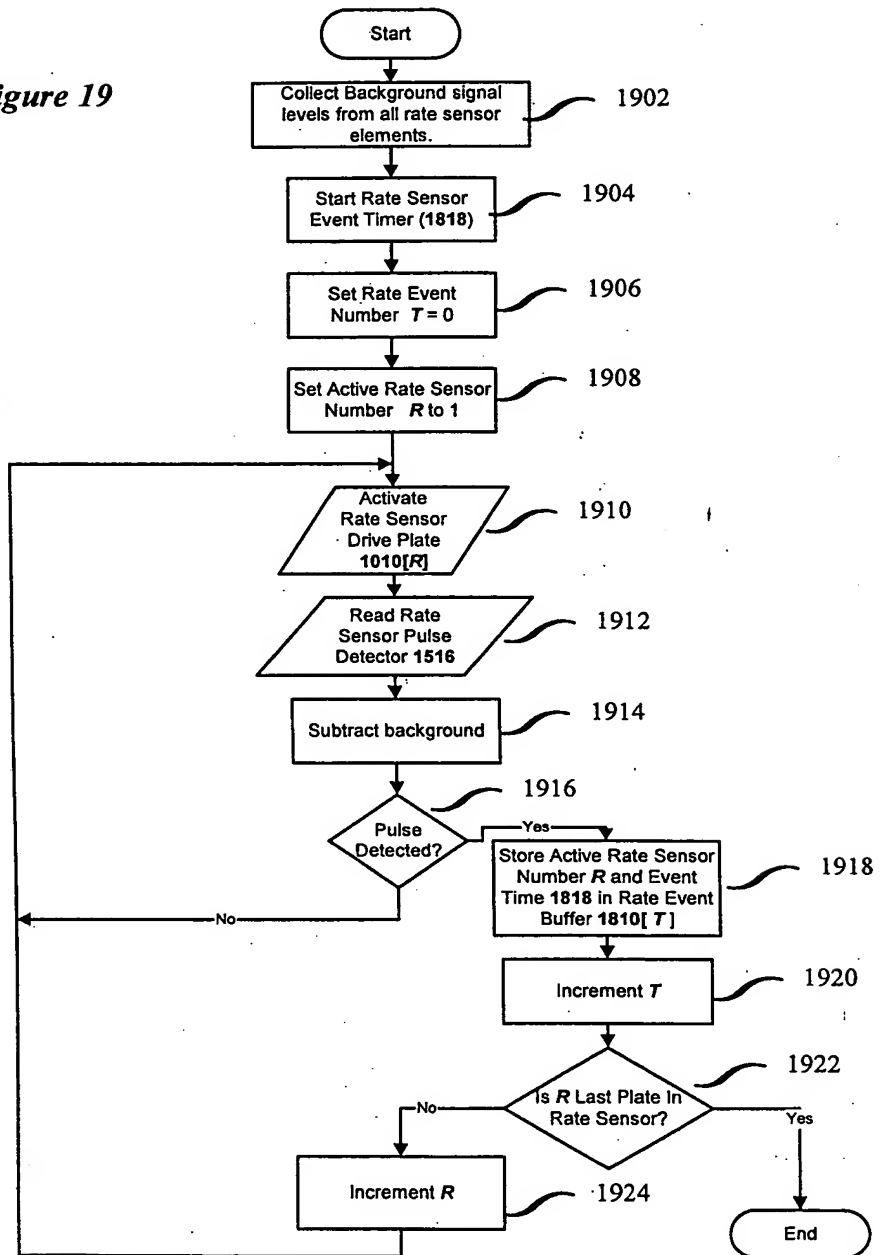 Start
igure 19
Collect Background signal
levels from all rate sensor
elements.
1902
Start Rate Sensor
Event Timer (1818)
1904
Set Rate Event
Number T = 0
1906
Set Active Rate Sensor
Number R to 1
1908
Activate
Rate Sensor
Drive Plate
1010[R]
1910
Read Rate
Sensor Pulse
Detector 1516
1912
Subtract background
1914
1916
Pulse
Detected?
Yes
No
Store Active Rate Sensor
Number R and Event
Time 1818 in Rate Event
Buffer 1810[ T ]
1918
Increment T
1920
1922
Is R Last Plate In
Rate Sensor?
No
Yes
Increment R
1924
End